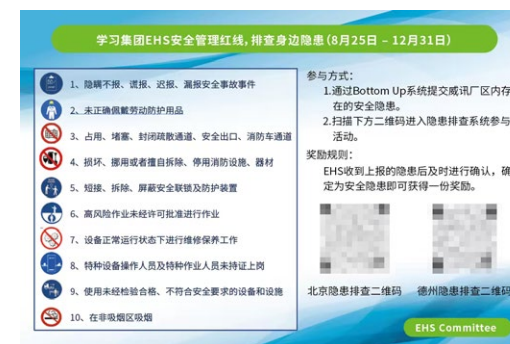 学习集团EHS安全管理红线，排查身边隐患（8月25日 – 12月31日）
1、隐瞒不报、谎报、迟报、漏报安全事故事件
2、未正确佩戴劳动防护用品
3、占用、堵塞、封闭疏散通道、安全出口、消防车通道
4、损坏、挪用或者擅自拆除、停用消防设施、器材
5、短接、拆除、屏蔽安全联锁及防护装置
6、高风险作业未经许可批准进行作业
7、设备正常运行状态下进行维修保养工作
8、特种设备操作人员及特种作业人员未持证上岗
9、使用未经检验合格、不符合安全要求的设备和设施
10、在非吸烟区吸烟
参与方式：
1.通过Bottom Up系统提交威讯厂区内存
在的安全隐患。
2.扫描下方二维码进入隐患排查系统参与
活动。
奖励规则：
EHS收到上报的隐患后及时进行确认，确
定为安全隐患即可获得一份奖励。
北京隐患排查二维码 德州隐患排查二维码
EHS Committee